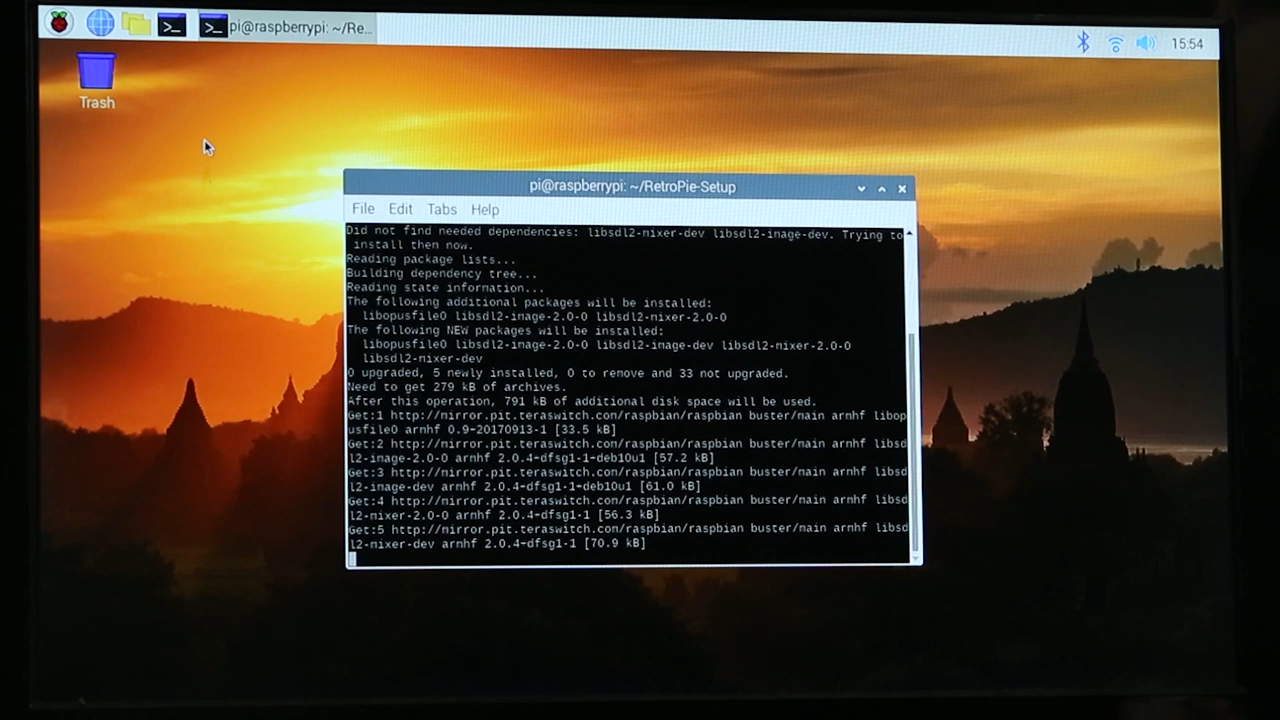 pi@raspberrypi: ~/Re...
15:54
Trash
pi@raspberrypi: ~/RetroPie-Setup
File Edit Tabs Help
Did not find needed dependencies: libsdl2-mixer-dev libsdl2-image-dev. Trying to
install them now.
Reading package lists...
Building dependency tree...
Reading state information...
The following additional packages will be installed:
libopusfile0 libsdl2-image-2.0-0 libsdl2-mixer-2.0-0
The following NEW packages will be installed:
libopusfile0 libsdl2-image-2.0-0 libsdl2-image-dev libsdl2-mixer-2.0-0
libsdl2-mixer-dev
0 upgraded, 5 newly installed, 0 to remove and 33 not upgraded.
Need to get 279 kB of archives.
After this operation, 791 kB of additional disk space will be used.
Get:1 http://mirror.pit.teraswitch.com/raspbian/raspbian buster/main armhf libop
usfile0 armhf 0.9+20170913-1 [33.5 kB]
Get:2 http://mirror.pit.teraswitch.com/raspbian/raspbian buster/main armhf libsd
l2-image-2.0-0 armhf 2.0.4+dfsg1-1+deb10u1 [57.2 kB]
Get:3 http://mirror.pit.teraswitch.com/raspbian/raspbian buster/main armhf libsd
l2-image-dev armhf 2.0.4+dfsg1-1+deb10u1 [61.0 kB]
Get:4 http://mirror.pit.teraswitch.com/raspbian/raspbian buster/main armhf libsd
l2-mixer-2.0-0 armhf 2.0.4+dfsg1-1 [56.3 kB]
Get:5 http://mirror.pit.teraswitch.com/raspbian/raspbian buster/main armhf libsd
l2-mixer-dev armhf 2.0.4+dfsg1-1 [70.9 kB]